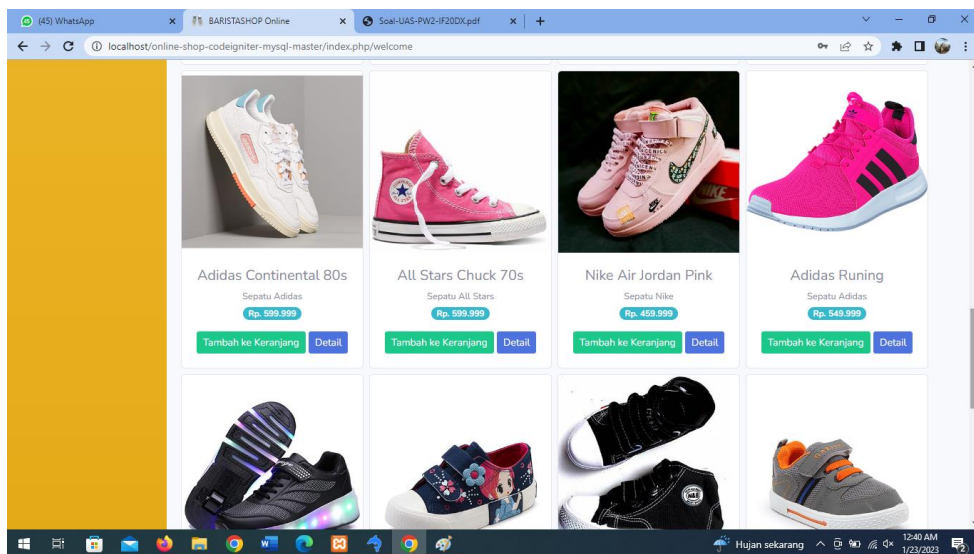 (45) WhatsApp
BARISTASHOP Online
Soal-UAS-PW2-IF20DX.pdf
localhost/online-shop-codeigniter-mysql-master/index.php/welcome
Adidas Continental 80s
Sepatu Adidas
Rp. 599.999
Tambah ke Keranjang Detail
All Stars Chuck 70s
Sepatu All Stars
Rp. 599.999
Tambah ke Keranjang Detail
Nike Air Jordan Pink
Sepatu Nike
Rp. 459.999
Tambah ke Keranjang Detail
Adidas Runing
Sepatu Adidas
Rp. 549.999
Tambah ke Keranjang Detail
ALL STAR
NIKE
Hujan sekarang
12:40 AM
1/23/2023